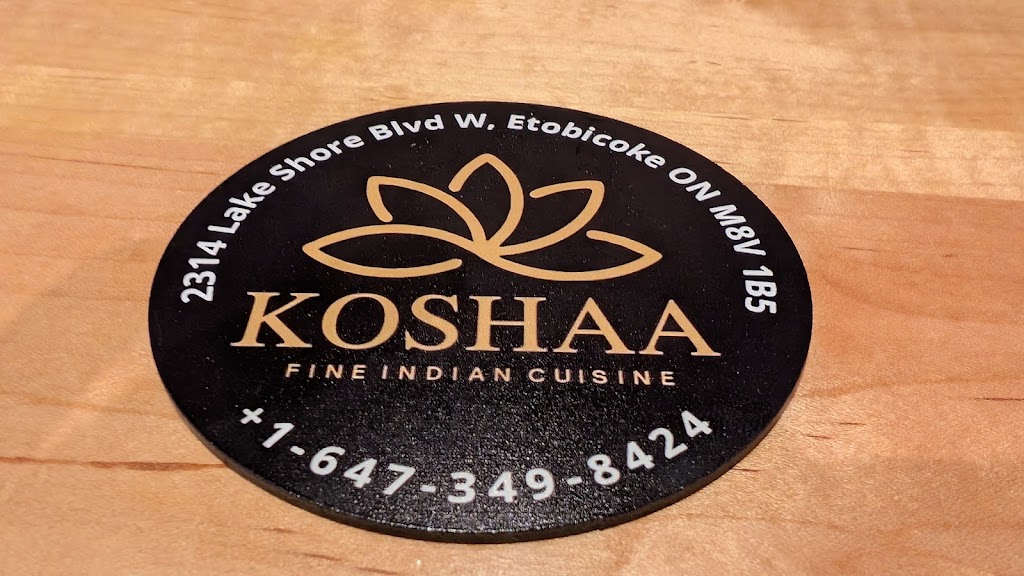 2314 Lake Shore Blvd W, Etobicoke ON M8V 1B5
KOSHAA
FINE INDIAN CUISINE
+1-647-349-8424